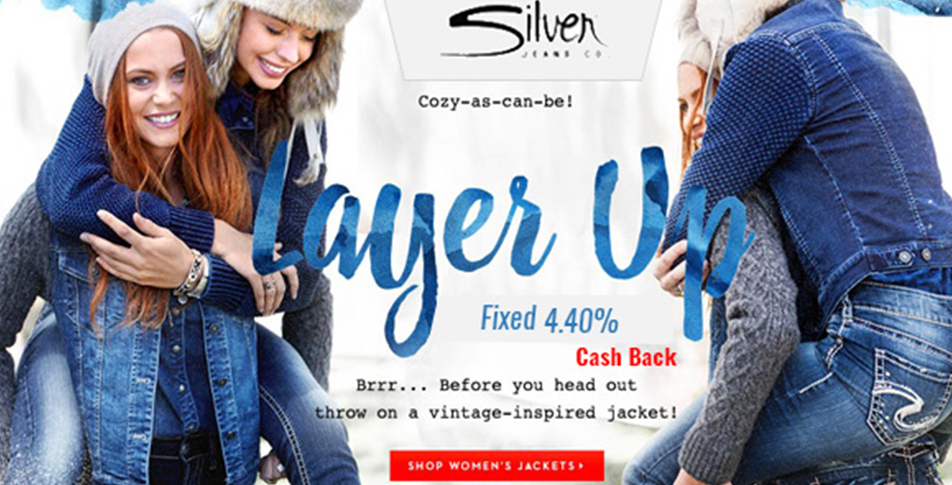 Silver
JEANS CO.
Cozy-as-can-be!
Layer Up
Fixed 4.40%
Cash Back
Brrr... Before you head out
throw on a vintage-inspired jacket!
SHOP WOMEN'S JACKETS